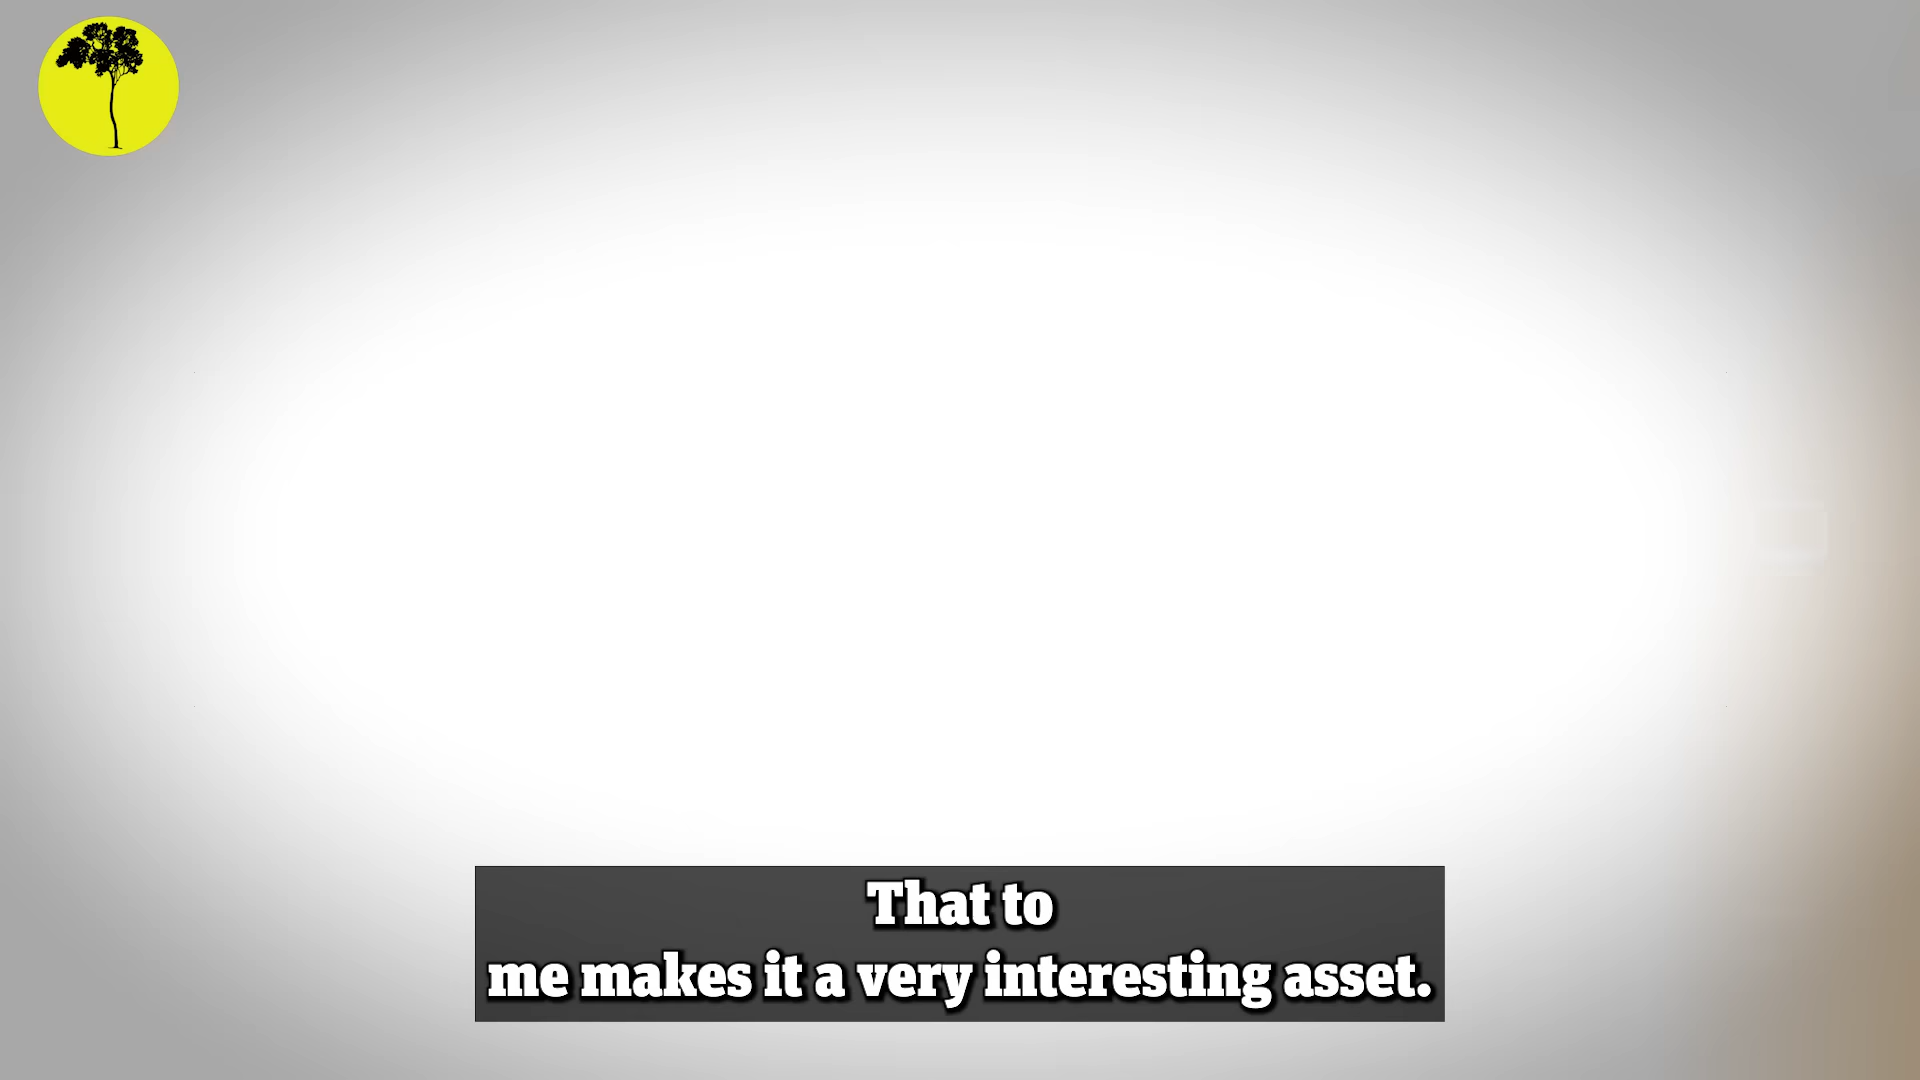 That to
me makes it a very interesting asset.